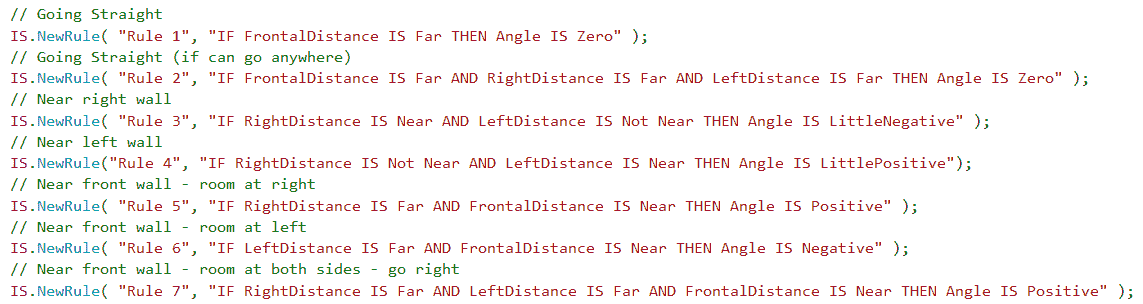 // Going Straight
IS.NewRule( "Rule 1", "IF FrontalDistance IS Far THEN Angle IS Zero" );
// Going Straight (if can go anywhere)
IS.NewRule( "Rule 2", "IF FrontalDistance IS Far AND RightDistance IS Far AND LeftDistance IS Far THEN Angle IS Zero" );
// Near right wall
IS.NewRule( "Rule 3", "IF RightDistance IS Near AND LeftDistance IS Not Near THEN Angle IS LittleNegative" );
// Near left wall
IS.NewRule("Rule 4", "IF RightDistance IS Not Near AND LeftDistance IS Near THEN Angle IS LittlePositive");
// Near front wall - room at right
IS.NewRule( "Rule 5", "IF RightDistance IS Far AND FrontalDistance IS Near THEN Angle IS Positive" );
// Near front wall - room at left
IS.NewRule( "Rule 6", "IF LeftDistance IS Far AND FrontalDistance IS Near THEN Angle IS Negative" );
// Near front wall - room at both sides - go right
IS.NewRule( "Rule 7", "IF RightDistance IS Far AND LeftDistance IS Far AND FrontalDistance IS Near THEN Angle IS Positive" );